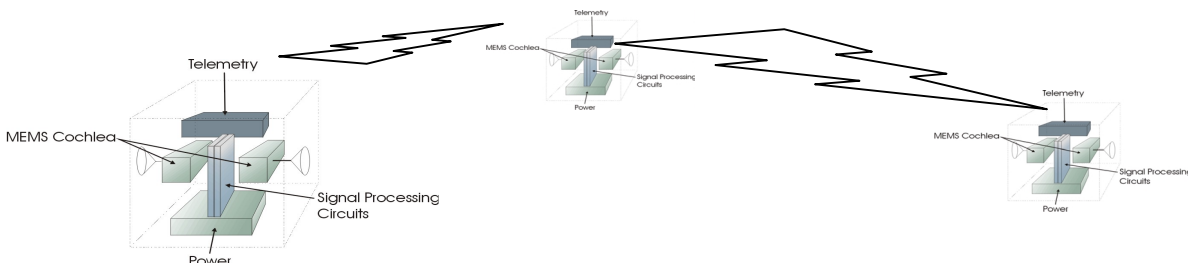 Telemetry
MEMS Cochlea
Signal Processing
Circuits
Power
Telemetry
MEMS Cochlea
Signal Processing
Circuits
Power
Telemetry
MEMS Cochlea
Signal Processing
Circuits
Power